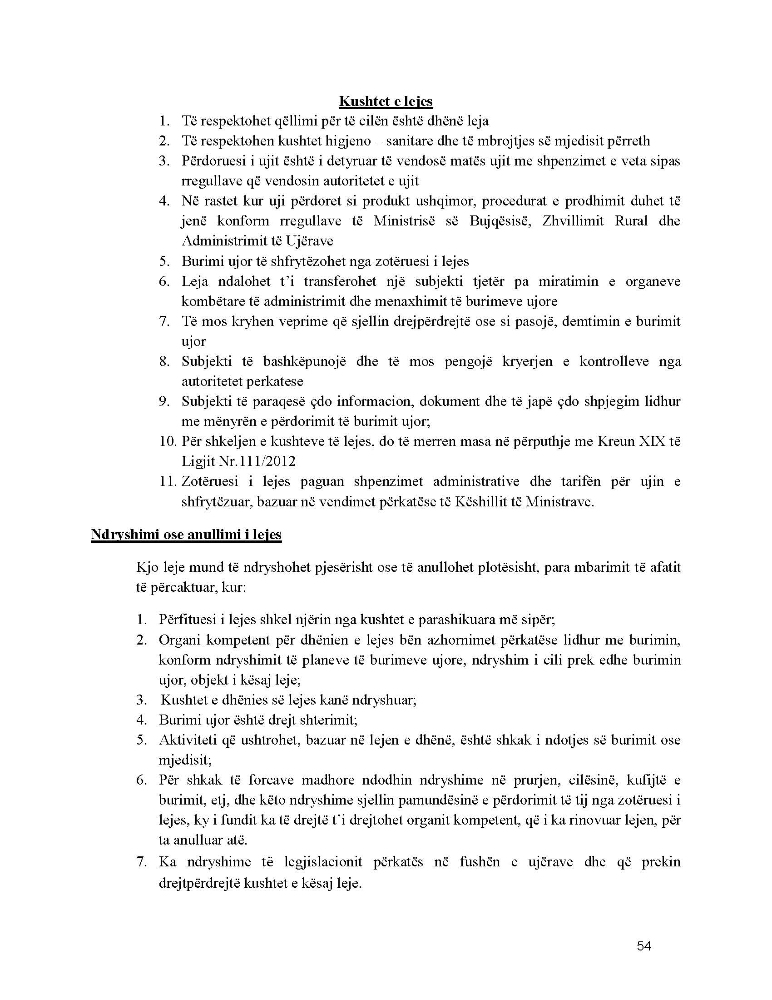 Kushtet e lejes
1. Të respektohet qëllimi për të cilën është dhënë leja
2. Të respektohen kushtet higjeno – sanitare dhe të mbrojtjes së mjedisit përreth
3. Përdoruesi i ujit është i detyruar të vendosë matës ujit me shpenzimet e veta sipas
rregullave që vendosin autoritetet e ujit
4. Në rastet kur uji përdoret si produkt ushqimor, procedurat e prodhimit duhet të
jenë konform rregullave të Ministrisë së Bujqësisë, Zhvillimit Rural dhe
Administrimit të Ujërave
5. Burimi ujor të shfrytëzohet nga zotëruesi i lejes
6. Leja ndalohet t’i transferohet një subjekti tjetër pa miratimin e organeve
kombëtare të administrimit dhe menaxhimit të burimeve ujore
7. Të mos kryhen veprime që sjellin drejpërdrejtë ose si pasojë, demtimin e burimit
ujor
8. Subjekti të bashkëpunojë dhe të mos pengojë kryerjen e kontrolleve nga
autoritetet perkatese
9. Subjekti të paraqesë çdo informacion, dokument dhe të japë çdo shpjegim lidhur
me mënyrën e përdorimit të burimit ujor;
10. Për shkeljen e kushteve të lejes, do të merren masa në përputhje me Kreun XIX të
Ligjit Nr.111/2012
11. Zotëruesi i lejes paguan shpenzimet administrative dhe tarifën për ujin e
shfrytëzuar, bazuar në vendimet përkatëse të Këshillit të Ministrave.
Ndryshimi ose anullimi i lejes
Kjo leje mund të ndryshohet pjesërisht ose të anullohet plotësisht, para mbarimit të afatit
të përcaktuar, kur:
1. Përfituesi i lejes shkel njërin nga kushtet e parashikuara më sipër;
2. Organi kompetent për dhënien e lejes bën azhornimet përkatëse lidhur me burimin,
konform ndryshimit të planeve të burimeve ujore, ndryshim i cili prek edhe burimin
ujor, objekt i kësaj leje;
3. Kushtet e dhënies së lejes kanë ndryshuar;
4. Burimi ujor është drejt shterimit;
5. Aktiviteti që ushtrohet, bazuar në lejen e dhënë, është shkak i ndotjes së burimit ose
mjedisit;
6. Për shkak të forcave madhore ndodhin ndryshime në prurjen, cilësinë, kufijtë e
burimit, etj, dhe këto ndryshime sjellin pamundësinë e përdorimit të tij nga zotëruesi i
lejes, ky i fundit ka të drejtë t’i drejtohet organit kompetent, që i ka rinovuar lejen, për
ta anulluar atë.
7. Ka ndryshime të legjislacionit përkatës në fushën e ujërave dhe që prekin
drejtpërdrejtë kushtet e kësaj leje.
54